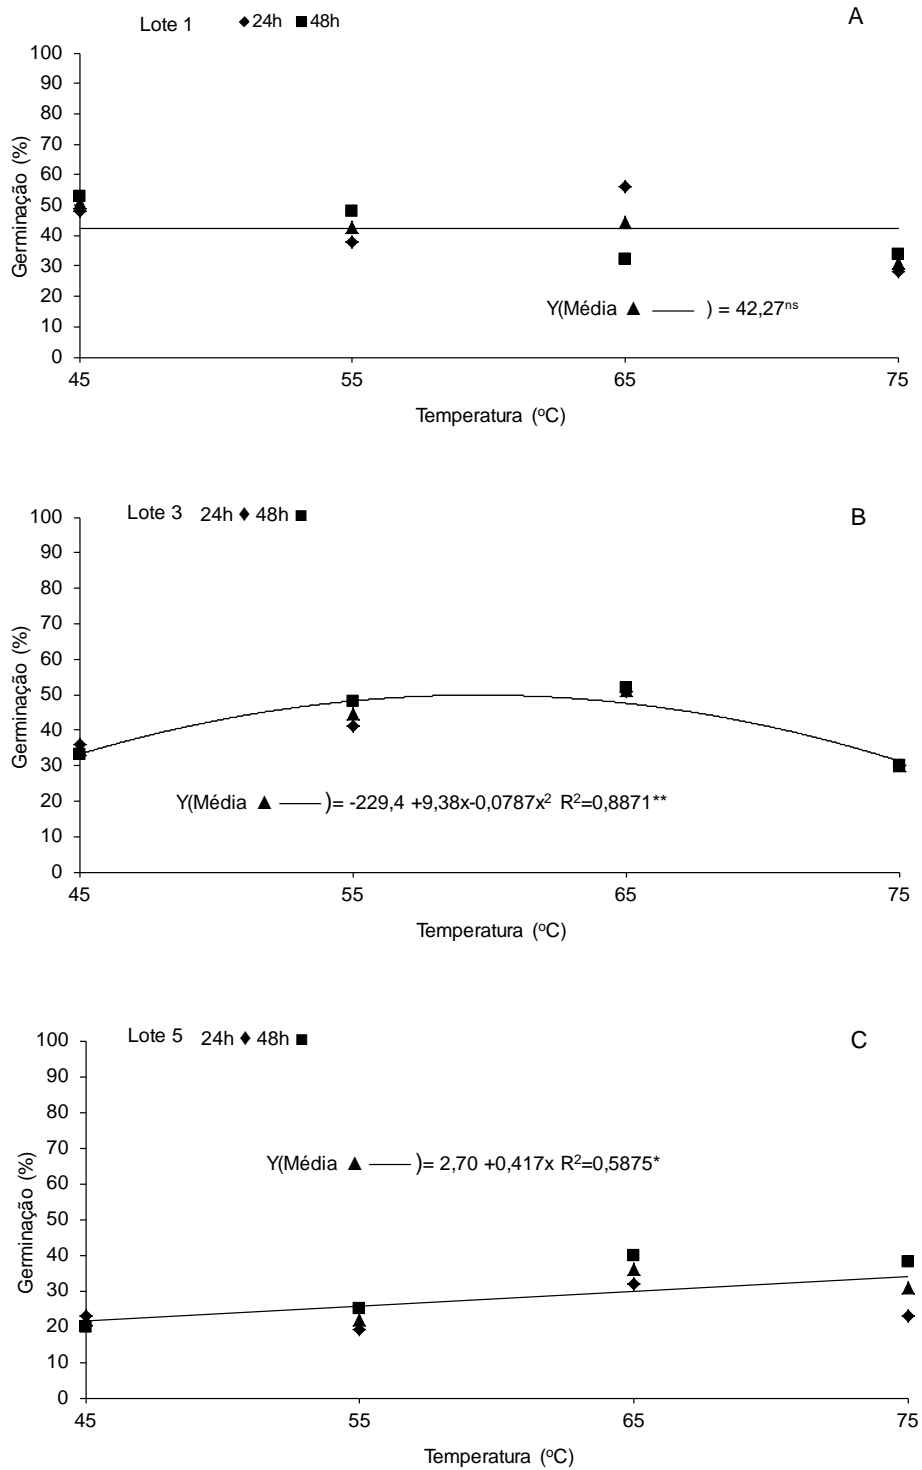 Lote 1 ◆24h ■48h A
100
90
80
70
60
50
40
30
20
10
0
Germinação (%)
Y(Média ▲ —— ) = 42,27ⁿˢ
45 55 65 75
Temperatura (ºC)
Lote 3 24h ◆ 48h ■ B
100
90
80
70
60
50
40
30
20
10
0
Germinação (%)
Y(Média ▲ ——)= -229,4 +9,38x-0,0787x² R²=0,8871**
45 55 65 75
Temperatura (ºC)
Lote 5 24h ◆ 48h ■ C
100
90
80
70
60
50
40
30
20
10
0
Germinação (%)
Y(Média ▲ ——)= 2,70 +0,417x R²=0,5875*
45 55 65 75
Temperatura (ºC)